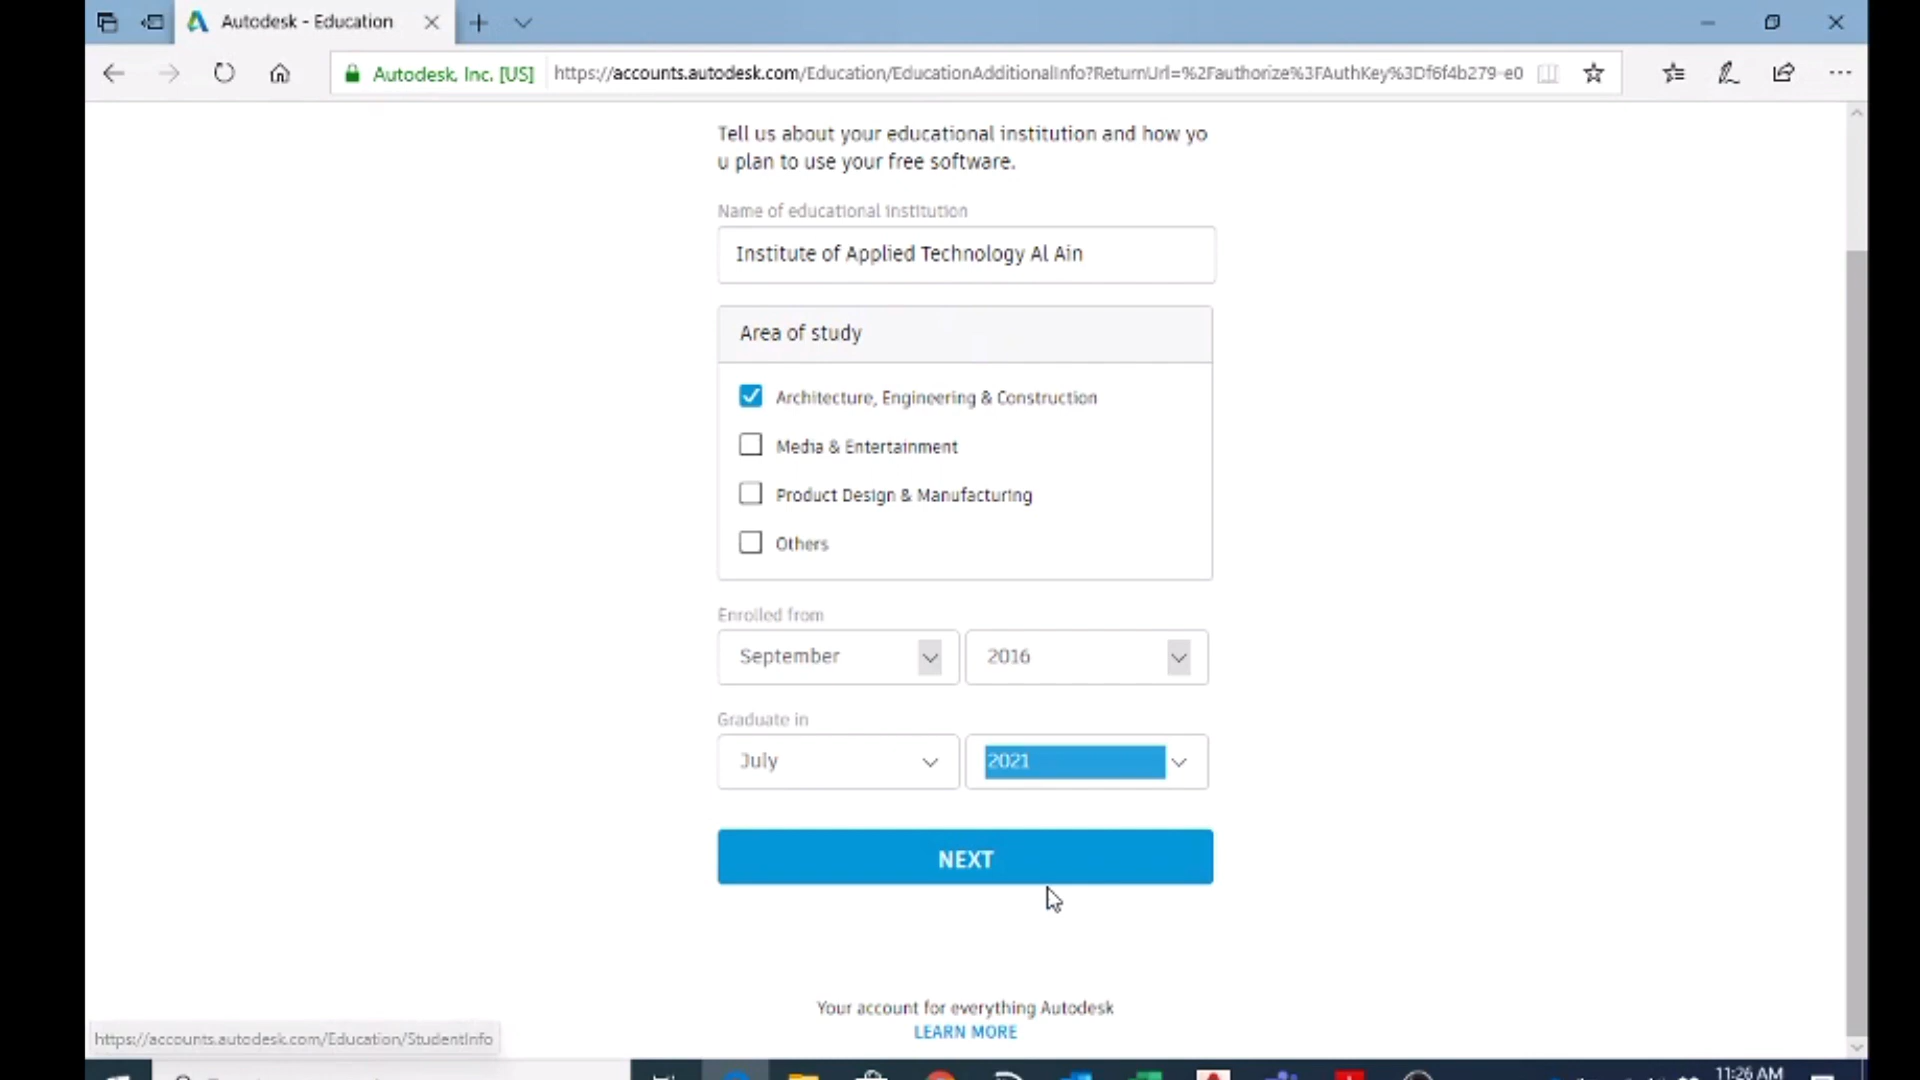 Autodesk - Education
Autodesk, Inc. [US]
https://accounts.autodesk.com/Education/EducationAdditionalInfo?ReturnUrl=%2Fauthorize%3FAuthKey%3Df6f4b279-e0
Tell us about your educational institution and how yo
u plan to use your free software.
Name of educational institution
Institute of Applied Technology Al Ain
Area of study
Architecture, Engineering & Construction
Media & Entertainment
Product Design & Manufacturing
Others
Enrolled from
September
2016
Graduate in
July
2021
NEXT
Your account for everything Autodesk
LEARN MORE
https://accounts.autodesk.com/Education/StudentInfo
11:26 AM